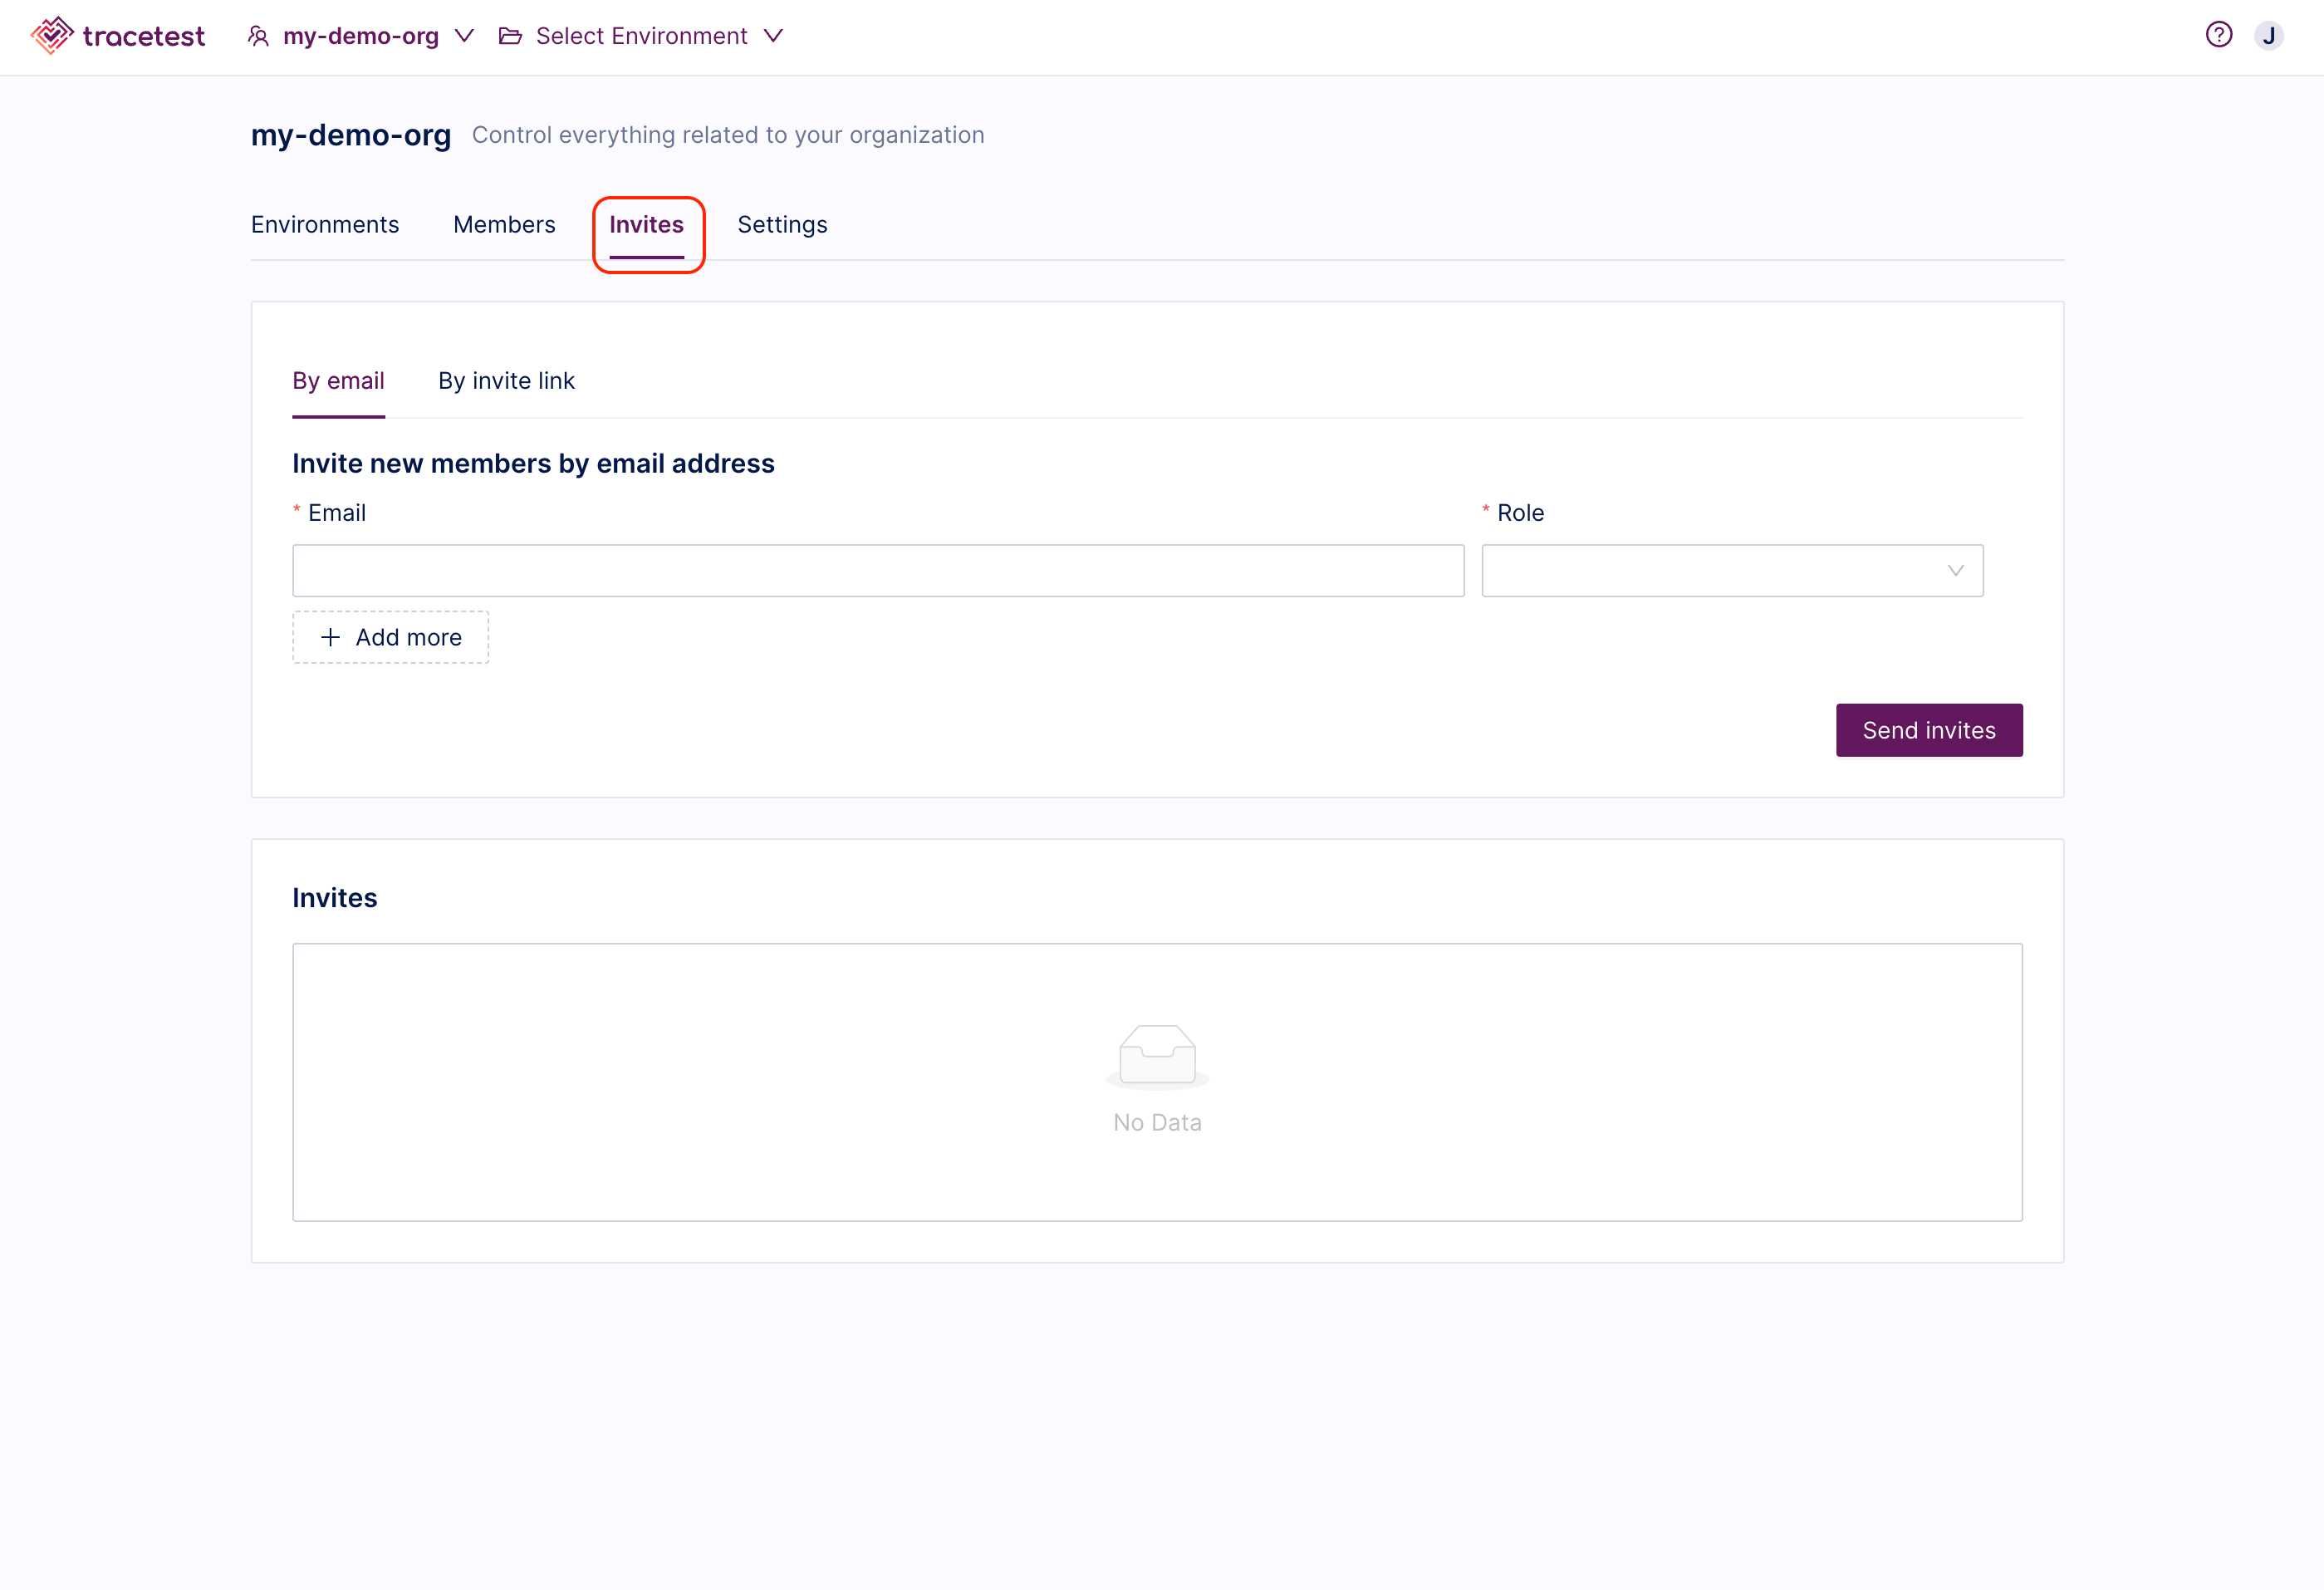 tracetest my-demo-org Select Environment ? J
my-demo-org Control everything related to your organization
Environments Members Invites Settings
By email By invite link
Invite new members by email address
* Email * Role
+ Add more
Send invites
Invites
No Data